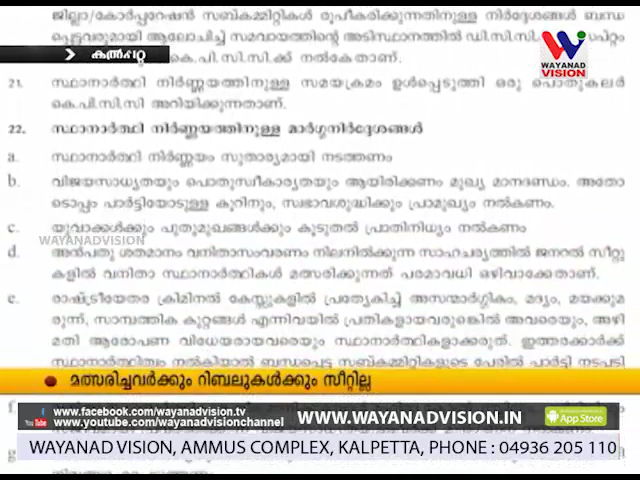 ജില്ലാ/കോർപ്പറേഷൻ സബ്കമ്മിറ്റികൾ രൂപീകരിക്കുന്നതിനുള്ള നിർദ്ദേശങ്ങൾ ബന്ധ
പ്പെട്ടവരുമായി ആലോചിച്ച് സമവായത്തിന്റെ അടിസ്ഥാനത്തിൽ ഡി.സി.സി.
കൽപ്പറ്റ
കെ.പി.സി.സി.ക്ക് നൽകേതാണ്.
WAYANAD
VISION
21. സ്ഥാനാർത്ഥി നിർണ്ണയത്തിനുള്ള സമയക്രമം ഉൾപ്പെടുത്തി ഒരു പൊതുകലർ
കെ.പി.സി.സി അറിയിക്കുന്നതാണ്.
22. സ്ഥാനാർത്ഥി നിർണ്ണയത്തിനുള്ള മാർഗ്ഗനിർദ്ദേശങ്ങൾ
a. സ്ഥാനാർത്ഥി നിർണ്ണയം സുതാര്യമായി നടത്തണം
b. വിജയസാധ്യതയും പൊതുസ്വീകാര്യതയും ആയിരിക്കണം മുഖ്യ മാനദണ്ഡം. അതോ
ടൊപ്പം പാർട്ടിയോടുള്ള കൂറിനും, സ്വഭാവശുദ്ധിക്കും പ്രാമുഖ്യം നൽകണം.
c. യുവാക്കൾക്കും പുതുമുഖങ്ങൾക്കും കൂടുതൽ പ്രാതിനിധ്യം നൽകണം
WAYANADVISION
d. അൻപതു ശതമാനം വനിതാസംവരണം നിലനിൽക്കുന്ന സാഹചര്യത്തിൽ ജനറൽ സീറ്റു
കളിൽ വനിതാ സ്ഥാനാർത്ഥികൾ മത്സരിക്കുന്നത് പരമാവധി ഒഴിവാക്കേതാണ്.
e. രാഷ്ട്രീയേതര ക്രിമിനൽ കേസ്സുകളിൽ പ്രത്യേകിച്ച് അസന്മാർഗ്ഗികം, മദ്യം, മയക്കുമ
രുന്ന്, സാമ്പത്തിക കുറ്റങ്ങൾ എന്നിവയിൽ പ്രതികളായവരുങ്കിൽ അവരെയും, അഴി
മതി ആരോപണ വിധേയരായവരെയും സ്ഥാനാർത്ഥികളാക്കരുത്. ഇത്തരക്കാർക്ക്
സ്ഥാനാർത്ഥിത്വം നൽകിയാൽ ബന്ധപ്പെട്ട സബ്കമ്മിറ്റികളുടെ പേരിൽ പാർട്ടി നടപടി
മത്സരിച്ചവർക്കും റിബലുകൾക്കും സീറ്റില്ല
www.facebook.com/wayanadvision.tv
www.youtube.com/wayanadvisionchannel
WWW.WAYANADVISION.IN
Available on the
App Store
WAYANAD VISION, AMMUS COMPLEX, KALPETTA, PHONE : 04936 205 110